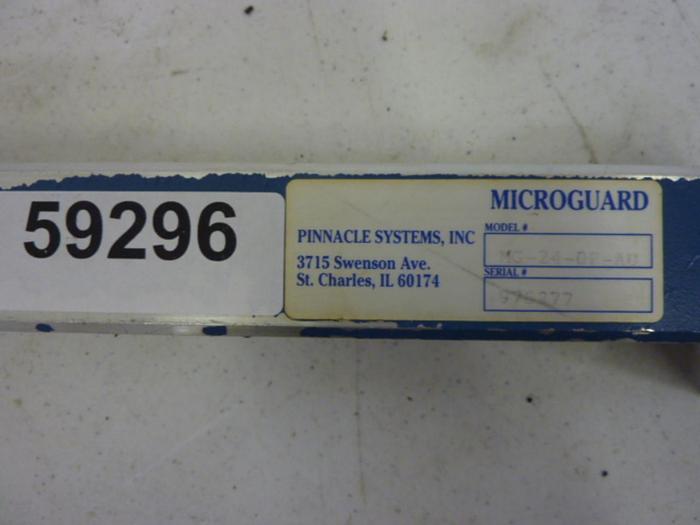 59296
MICROGUARD
PINNACLE SYSTEMS, INC
3715 Swenson Ave.
St. Charles, IL 60174
MODEL #
SERIAL #